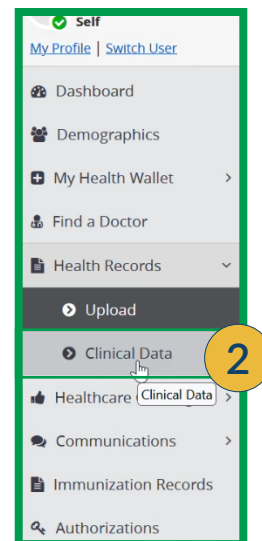 Self
My Profile | Switch User
Dashboard
Demographics
My Health Wallet
Find a Doctor
Health Records
Upload
Clinical Data
2
Clinical Data
Healthcare
Communications
Immunization Records
Authorizations